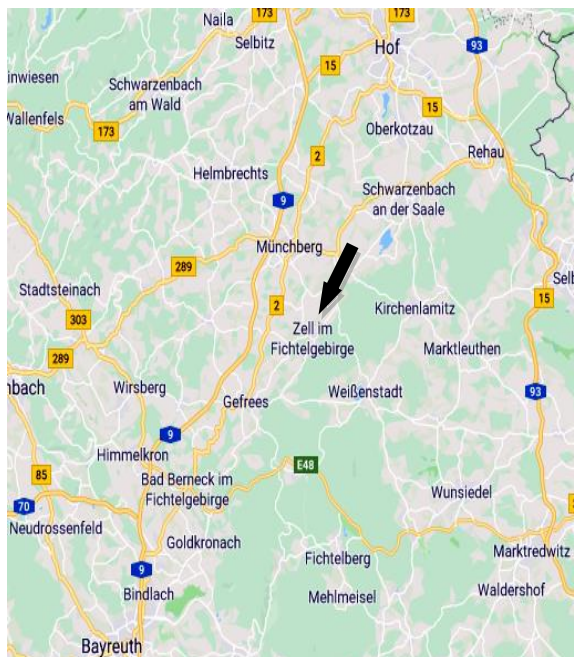 173
173
Naila
Selbitz
Hof
93
15
Schwarzenbach
am Wald
Wallenfels
15
173
Oberkotzau
2
Rehau
Helmbrechts
Schwarzenbach
an der Saale
9
Münchberg
289
Stadtsteinach
15
2
Kirchenlamitz
303
Zell im
Fichtelgebirge
Marktleuthen
289
Wirsberg
Weißenstadt
93
Gefrees
9
Himmelkron
E48
85
Bad Berneck im
Fichtelgebirge
Wunsiedel
70
Neudrossenfeld
Goldkronach
Marktredwitz
Fichtelberg
9
Waldershof
Bindlach
Mehlmeisel
Bayreuth